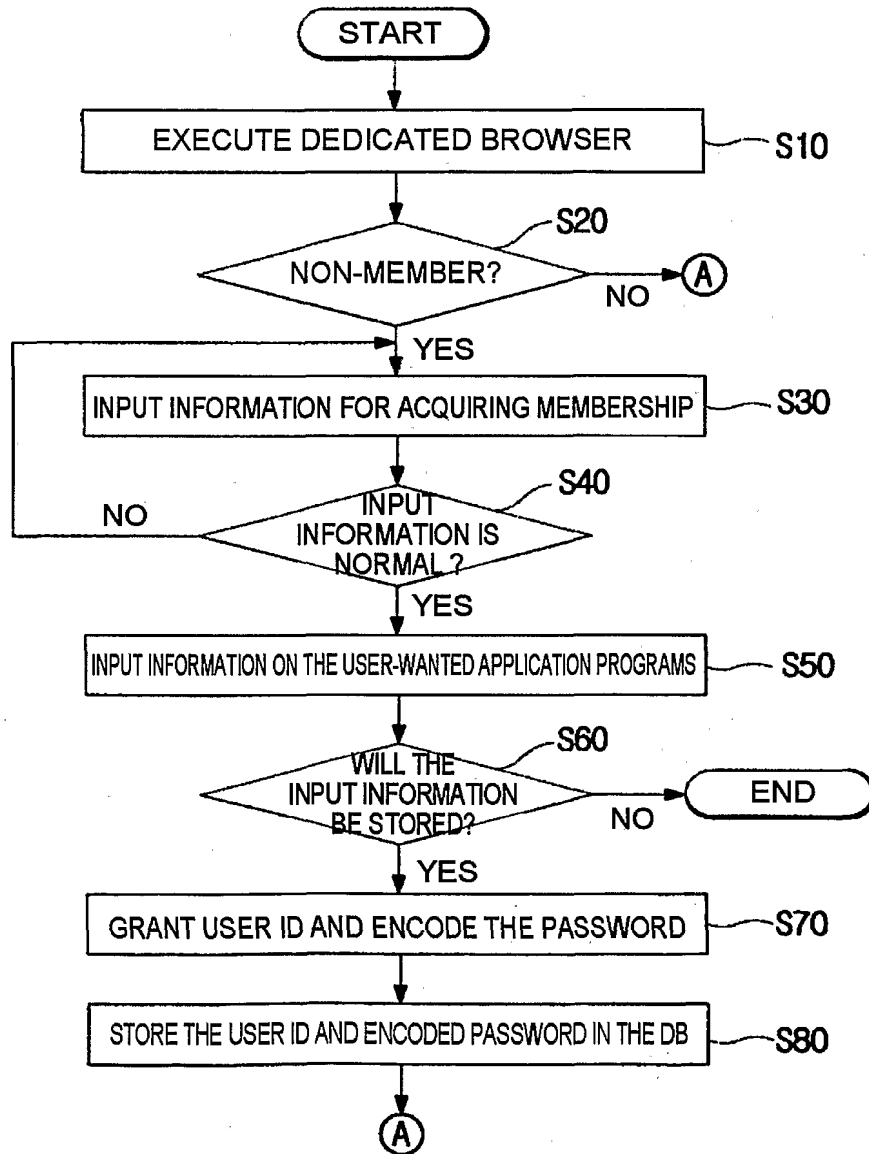 START
EXECUTE DEDICATED BROWSER
S10
S20
NON-MEMBER?
NO
A
YES
INPUT INFORMATION FOR ACQUIRING MEMBERSHIP
S30
S40
INPUT
INFORMATION IS
NORMAL ?
NO
YES
INPUT INFORMATION ON THE USER-WANTED APPLICATION PROGRAMS
S50
S60
WILL THE
INPUT INFORMATION
BE STORED?
NO
END
YES
GRANT USER ID AND ENCODE THE PASSWORD
S70
STORE THE USER ID AND ENCODED PASSWORD IN THE DB
S80
A